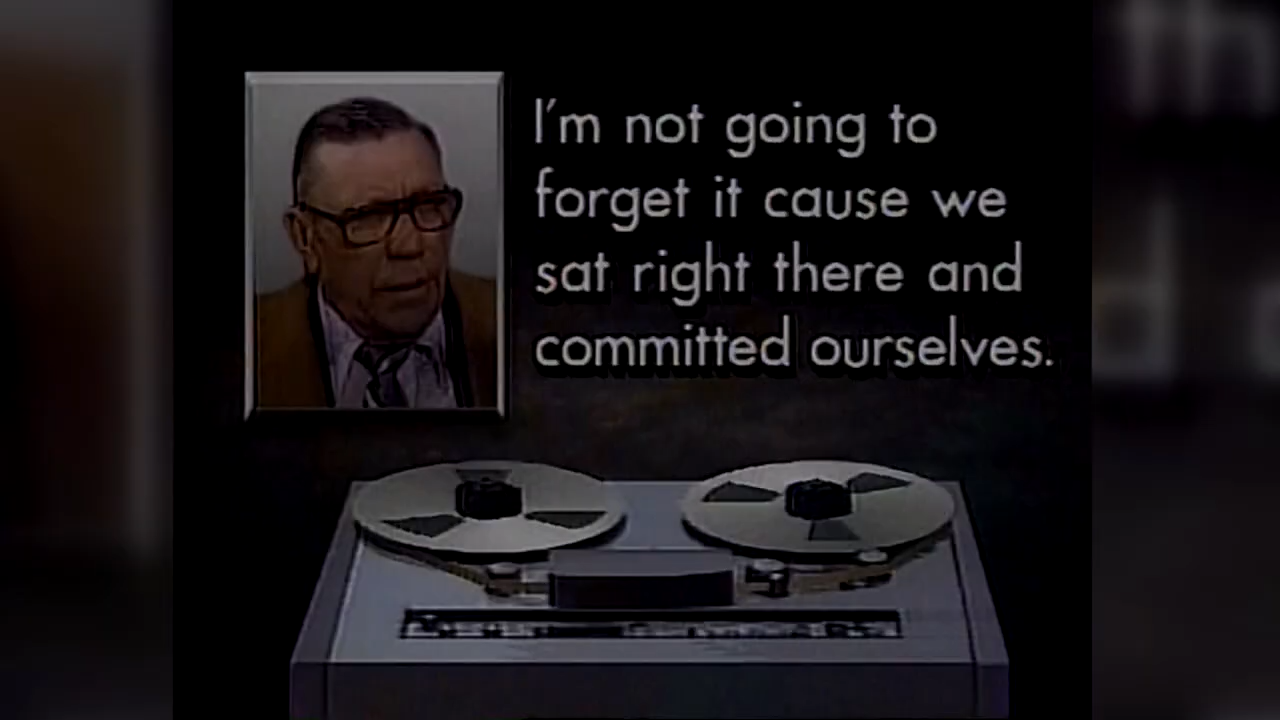 I'm not going to
forget it cause we
sat right there and
committed ourselves.